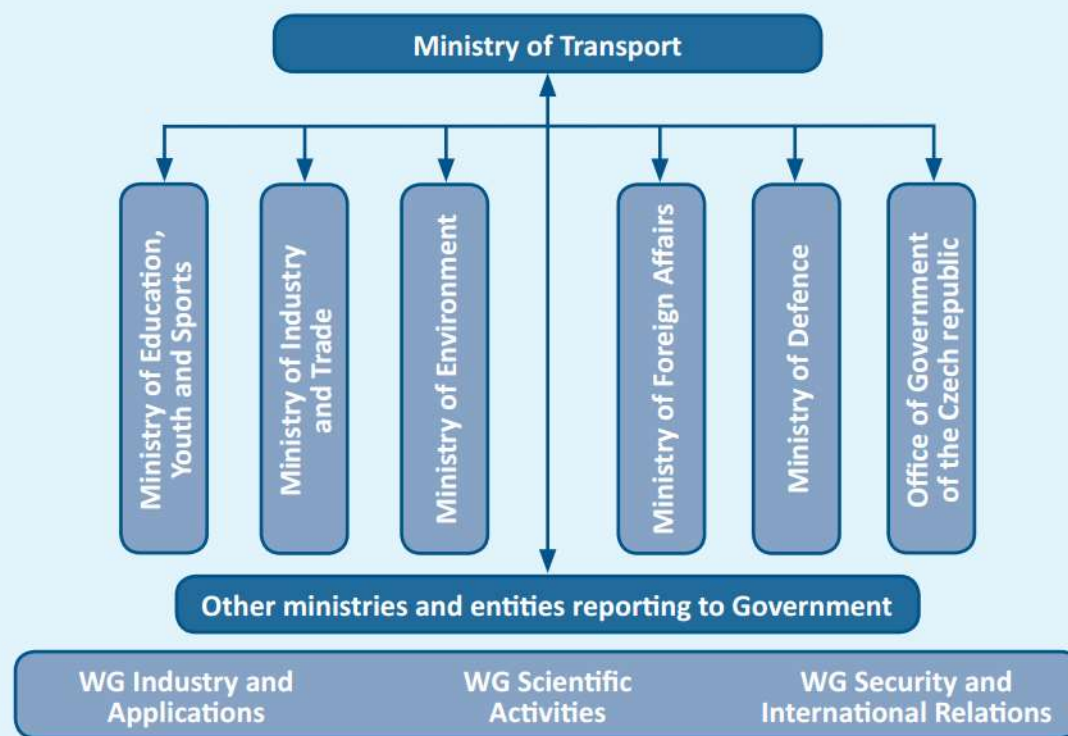 Ministry of Transport
Ministry of Education,
Youth and Sports
Ministry of Industry
and Trade
Ministry of Environment
Ministry of Foreign Affairs
Ministry of Defence
Office of Government
of the Czech republic
Other ministries and entities reporting to Government
WG Industry and
Applications
WG Scientific
Activities
WG Security and
International Relations